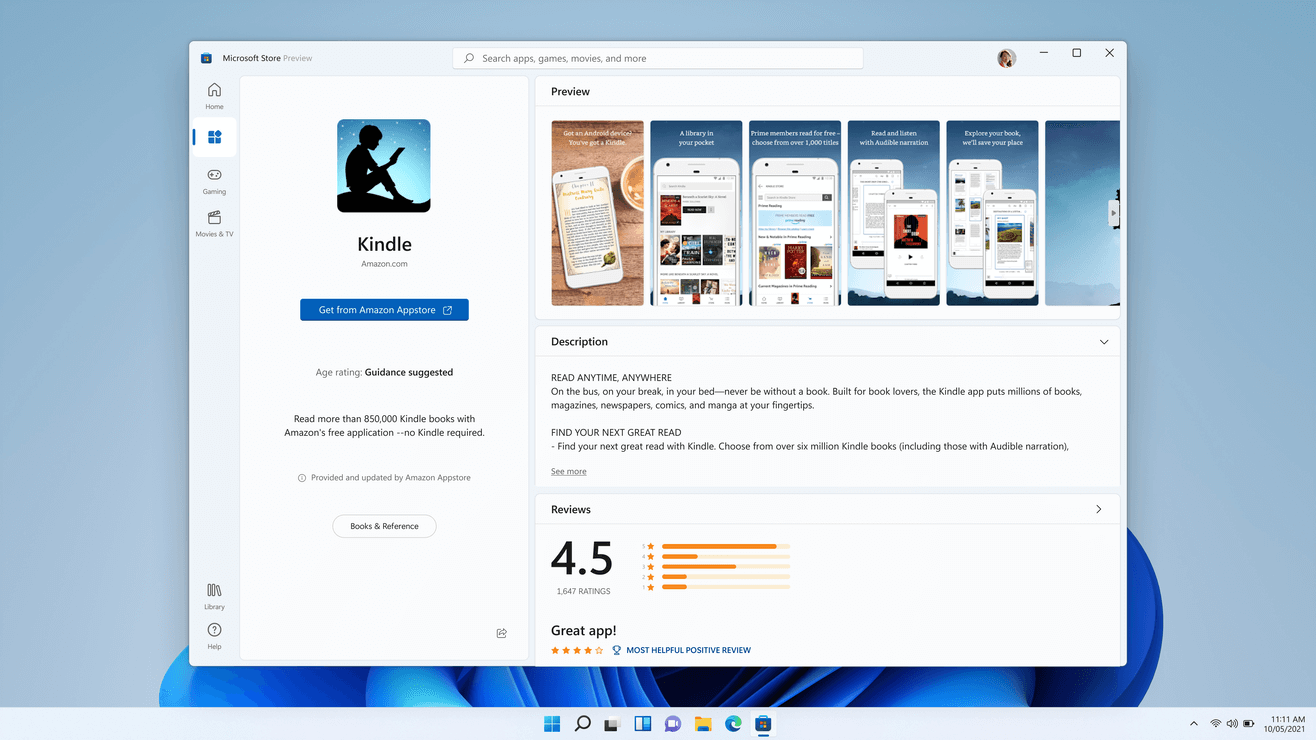 Microsoft Store Preview
Search apps, games, movies, and more
Home
Gaming
Movies & TV
Library
Help
Kindle
Amazon.com
Get from Amazon Appstore
Age rating: Guidance suggested
Read more than 850,000 Kindle books with
Amazon's free application --no Kindle required.
Provided and updated by Amazon Appstore
Books & Reference
Preview
Got an Android device?
You've got a Kindle.
A library in
your pocket
Prime members read for free –
choose from over 1,000 titles
Read and listen
with Audible narration
Explore your book,
we'll save your place
Description
READ ANYTIME, ANYWHERE
On the bus, on your break, in your bed—never be without a book. Built for book lovers, the Kindle app puts millions of books,
magazines, newspapers, comics, and manga at your fingertips.
FIND YOUR NEXT GREAT READ
- Find your next great read with Kindle. Choose from over six million Kindle books (including those with Audible narration),
See more
Reviews
4.5
1,647 RATINGS
5
4
3
2
1
Great app!
MOST HELPFUL POSITIVE REVIEW
11:11 AM
10/05/2021